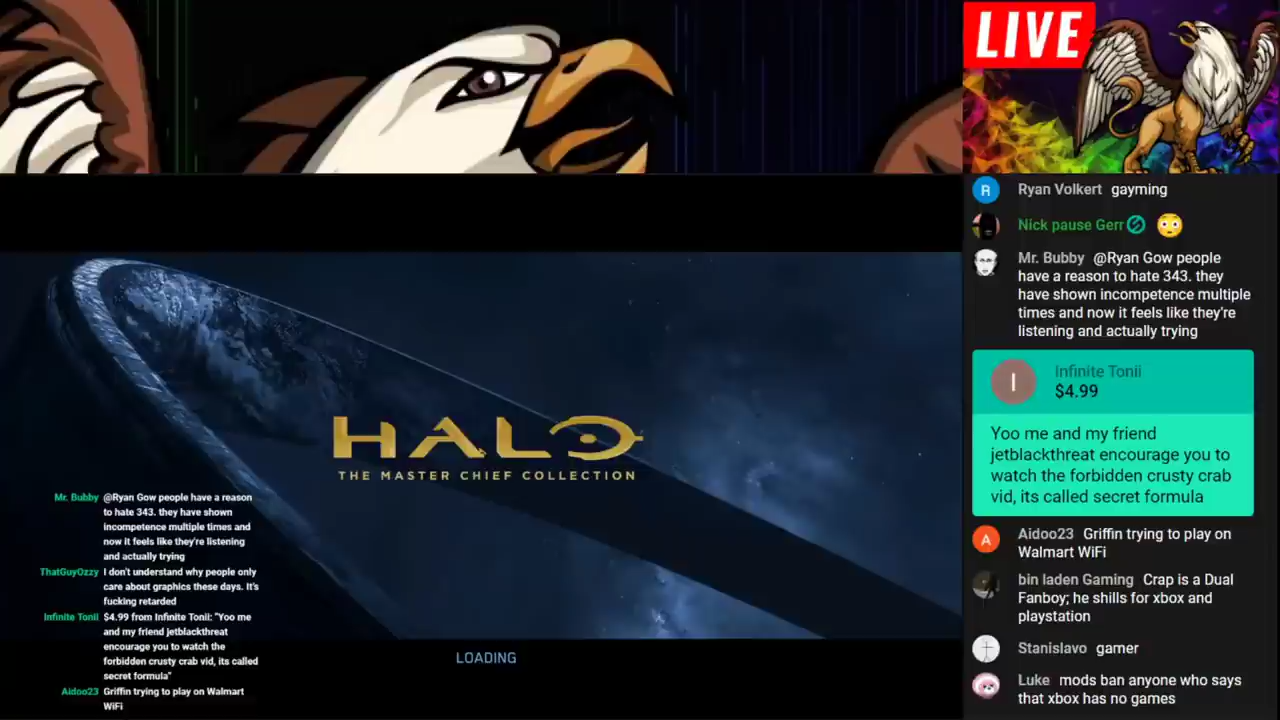 LIVE
Ryan Volkert gayming
Nick pause Gerr 😳
Mr. Bubby @Ryan Gow people
have a reason to hate 343. they
have shown incompetence multiple
times and now it feels like they're
listening and actually trying
Infinite Tonii
$4.99
Yoo me and my friend
jetblackthreat encourage you to
watch the forbidden crusty crab
vid, its called secret formula
Aidoo23 Griffin trying to play on
Walmart WiFi
bin laden Gaming Crap is a Dual
Fanboy; he shills for xbox and
playstation
Stanislavo gamer
Luke mods ban anyone who says
that xbox has no games
HALO
THE MASTER CHIEF COLLECTION
LOADING
Mr. Bubby @Ryan Gow people have a reason
to hate 343. they have shown
incompetence multiple times and
now it feels like they're listening
and actually trying
ThatGuyOzzy I don't understand why people only
care about graphics these days. It's
fucking retarded
Infinite Tonii $4.99 from Infinite Tonii: "Yoo me
and my friend jetblackthreat
encourage you to watch the
forbidden crusty crab vid, its called
secret formula"
Aidoo23 Griffin trying to play on Walmart
WiFi
R
I
A